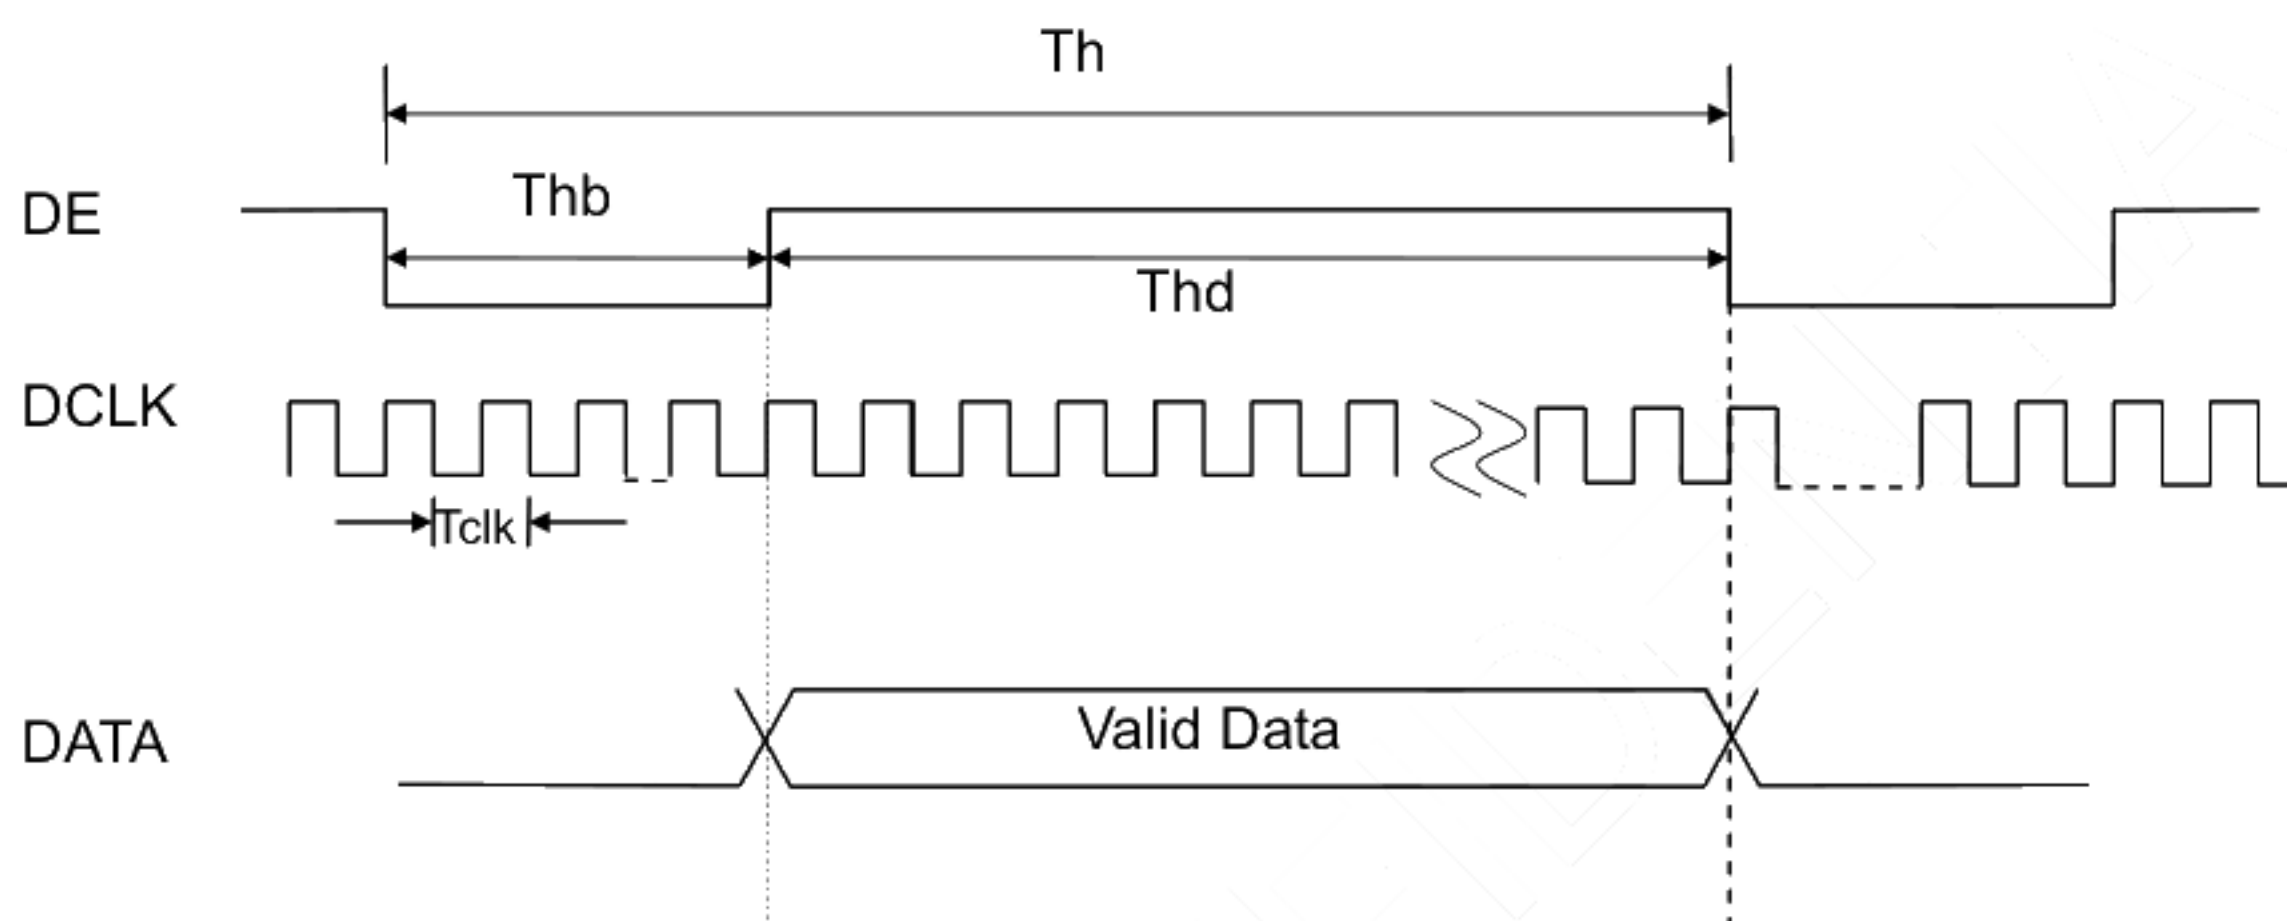 Th
Thb
DE
Thd
DCLK
Tclk
Valid Data
DATA